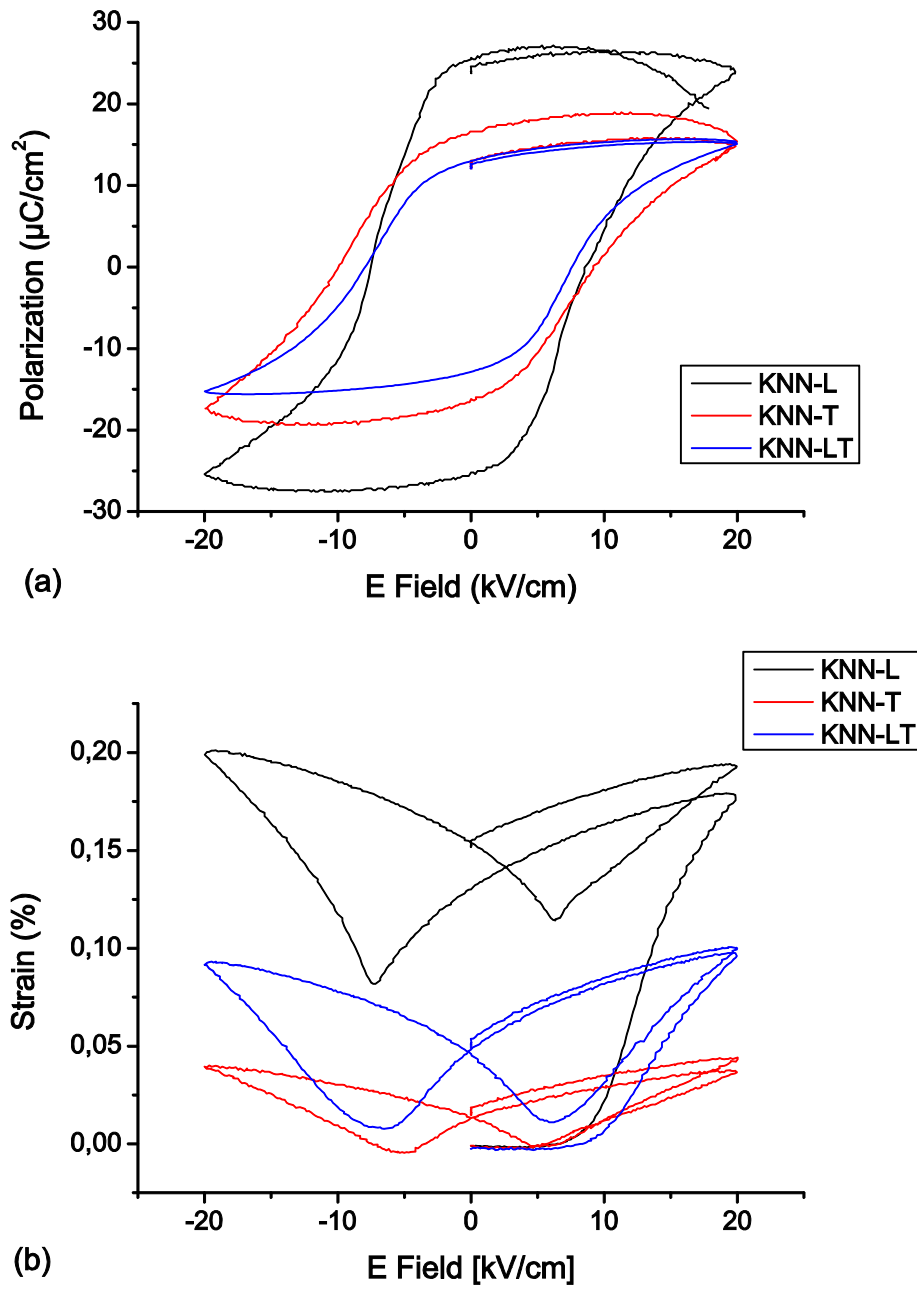 30
20
10
0
-10
-20
-30
Polarization (µC/cm²)
KNN-L
KNN-T
KNN-LT
-20 -10 0 10 20
E Field (kV/cm)
(a)
KNN-L
KNN-T
KNN-LT
0,20
0,15
0,10
0,05
0,00
Strain (%)
-20 -10 0 10 20
E Field [kV/cm]
(b)